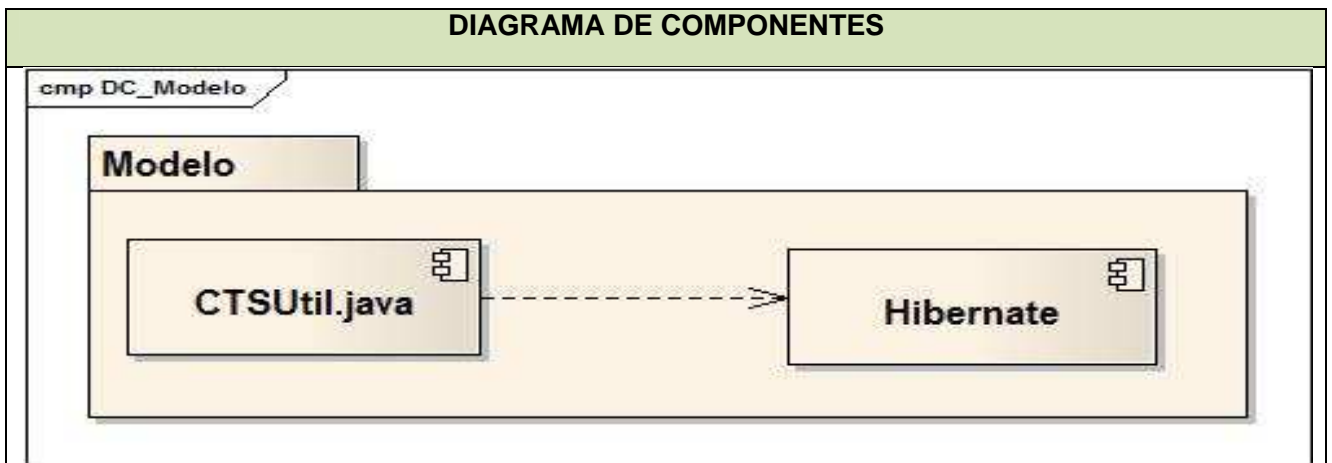 DIAGRAMA DE COMPONENTES
cmp DC_Modelo
Modelo
CTSUtil.java
Hibernate